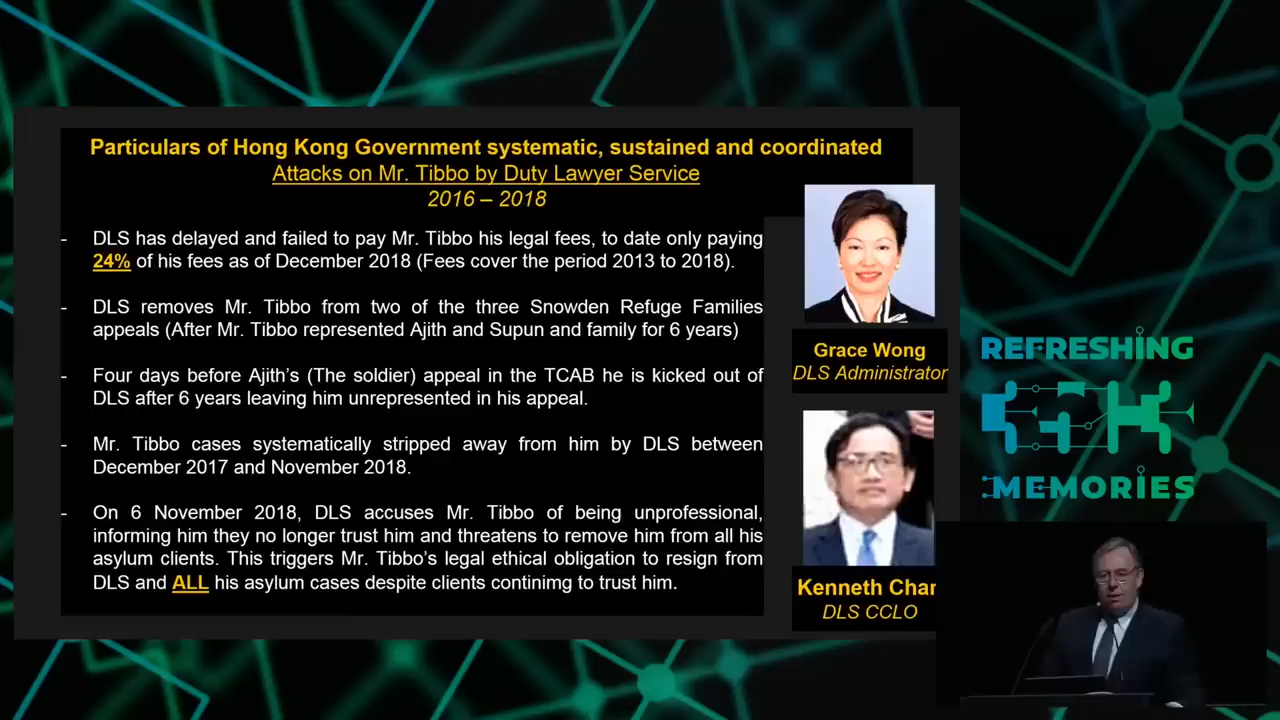 Particulars of Hong Kong Government systematic, sustained and coordinated
Attacks on Mr. Tibbo by Duty Lawyer Service
2016 – 2018
- DLS has delayed and failed to pay Mr. Tibbo his legal fees, to date only paying
24% of his fees as of December 2018 (Fees cover the period 2013 to 2018).
- DLS removes Mr. Tibbo from two of the three Snowden Refuge Families
appeals (After Mr. Tibbo represented Ajith and Supun and family for 6 years)
- Four days before Ajith's (The soldier) appeal in the TCAB he is kicked out of
DLS after 6 years leaving him unrepresented in his appeal.
- Mr. Tibbo cases systematically stripped away from him by DLS between
December 2017 and November 2018.
- On 6 November 2018, DLS accuses Mr. Tibbo of being unprofessional,
informing him they no longer trust him and threatens to remove him from all his
asylum clients. This triggers Mr. Tibbo's legal ethical obligation to resign from
DLS and ALL his asylum cases despite clients continimg to trust him.
Grace Wong
DLS Administrator
Kenneth Chan
DLS CCLO
REFRESHING
35C3
:MEMORIES